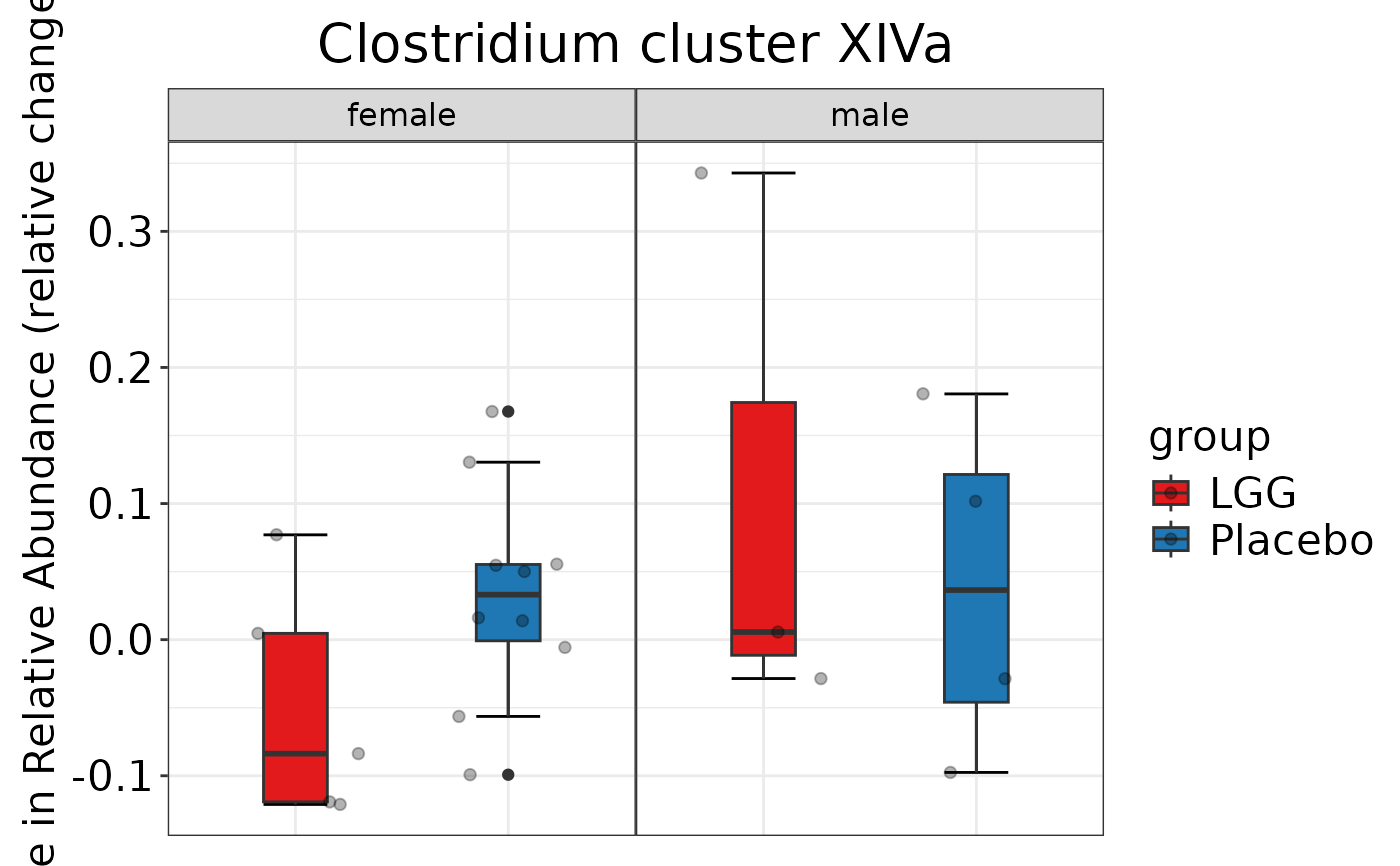 Clostridium cluster XIVa
female
male
e in Relative Abundance (relative change
0.3
0.2
0.1
0.0
-0.1
group
LGG
Placebo